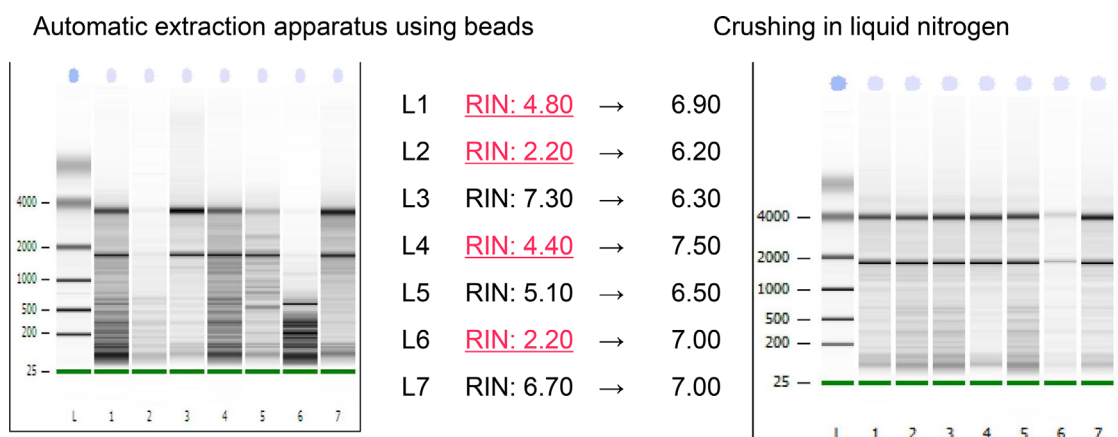 Automatic extraction apparatus using beads
Crushing in liquid nitrogen
L1 RIN: 4.80 → 6.90
L2 RIN: 2.20 → 6.20
L3 RIN: 7.30 → 6.30
L4 RIN: 4.40 → 7.50
L5 RIN: 5.10 → 6.50
L6 RIN: 2.20 → 7.00
L7 RIN: 6.70 → 7.00
4000
2000
1000
500
200
25
L 1 2 3 4 5 6 7
4000
2000
1000
500
200
25
L 1 2 3 4 5 6 7